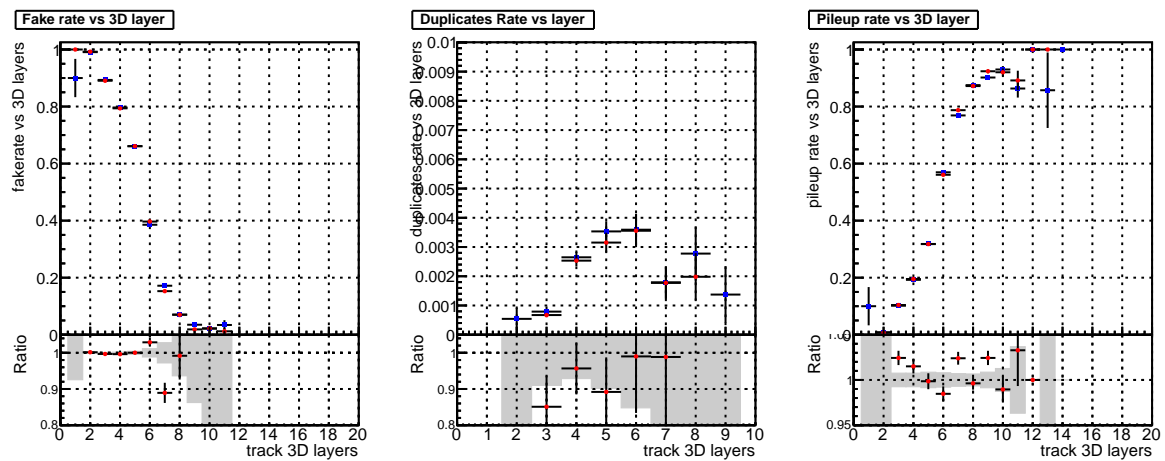 Fake rate vs 3D layer
fakerate vs 3D layers
1
0.8
0.6
0.4
0.2
0
Ratio
1
0.9
0.8
0 2 4 6 8 10 12 14 16 18 20
track 3D layers
Duplicates Rate vs layer
duplicates rate vs 3D layers
0.01
0.009
0.008
0.007
0.006
0.005
0.004
0.003
0.002
0.001
0
Ratio
1
0.9
0.8
0 1 2 3 4 5 6 7 8 9 10
track 3D layers
Pileup rate vs 3D layer
pileup rate vs 3D layers
1
0.8
0.6
0.4
0.2
0
Ratio
1
0.95
0 2 4 6 8 10 12 14 16 18 20
track 3D layers